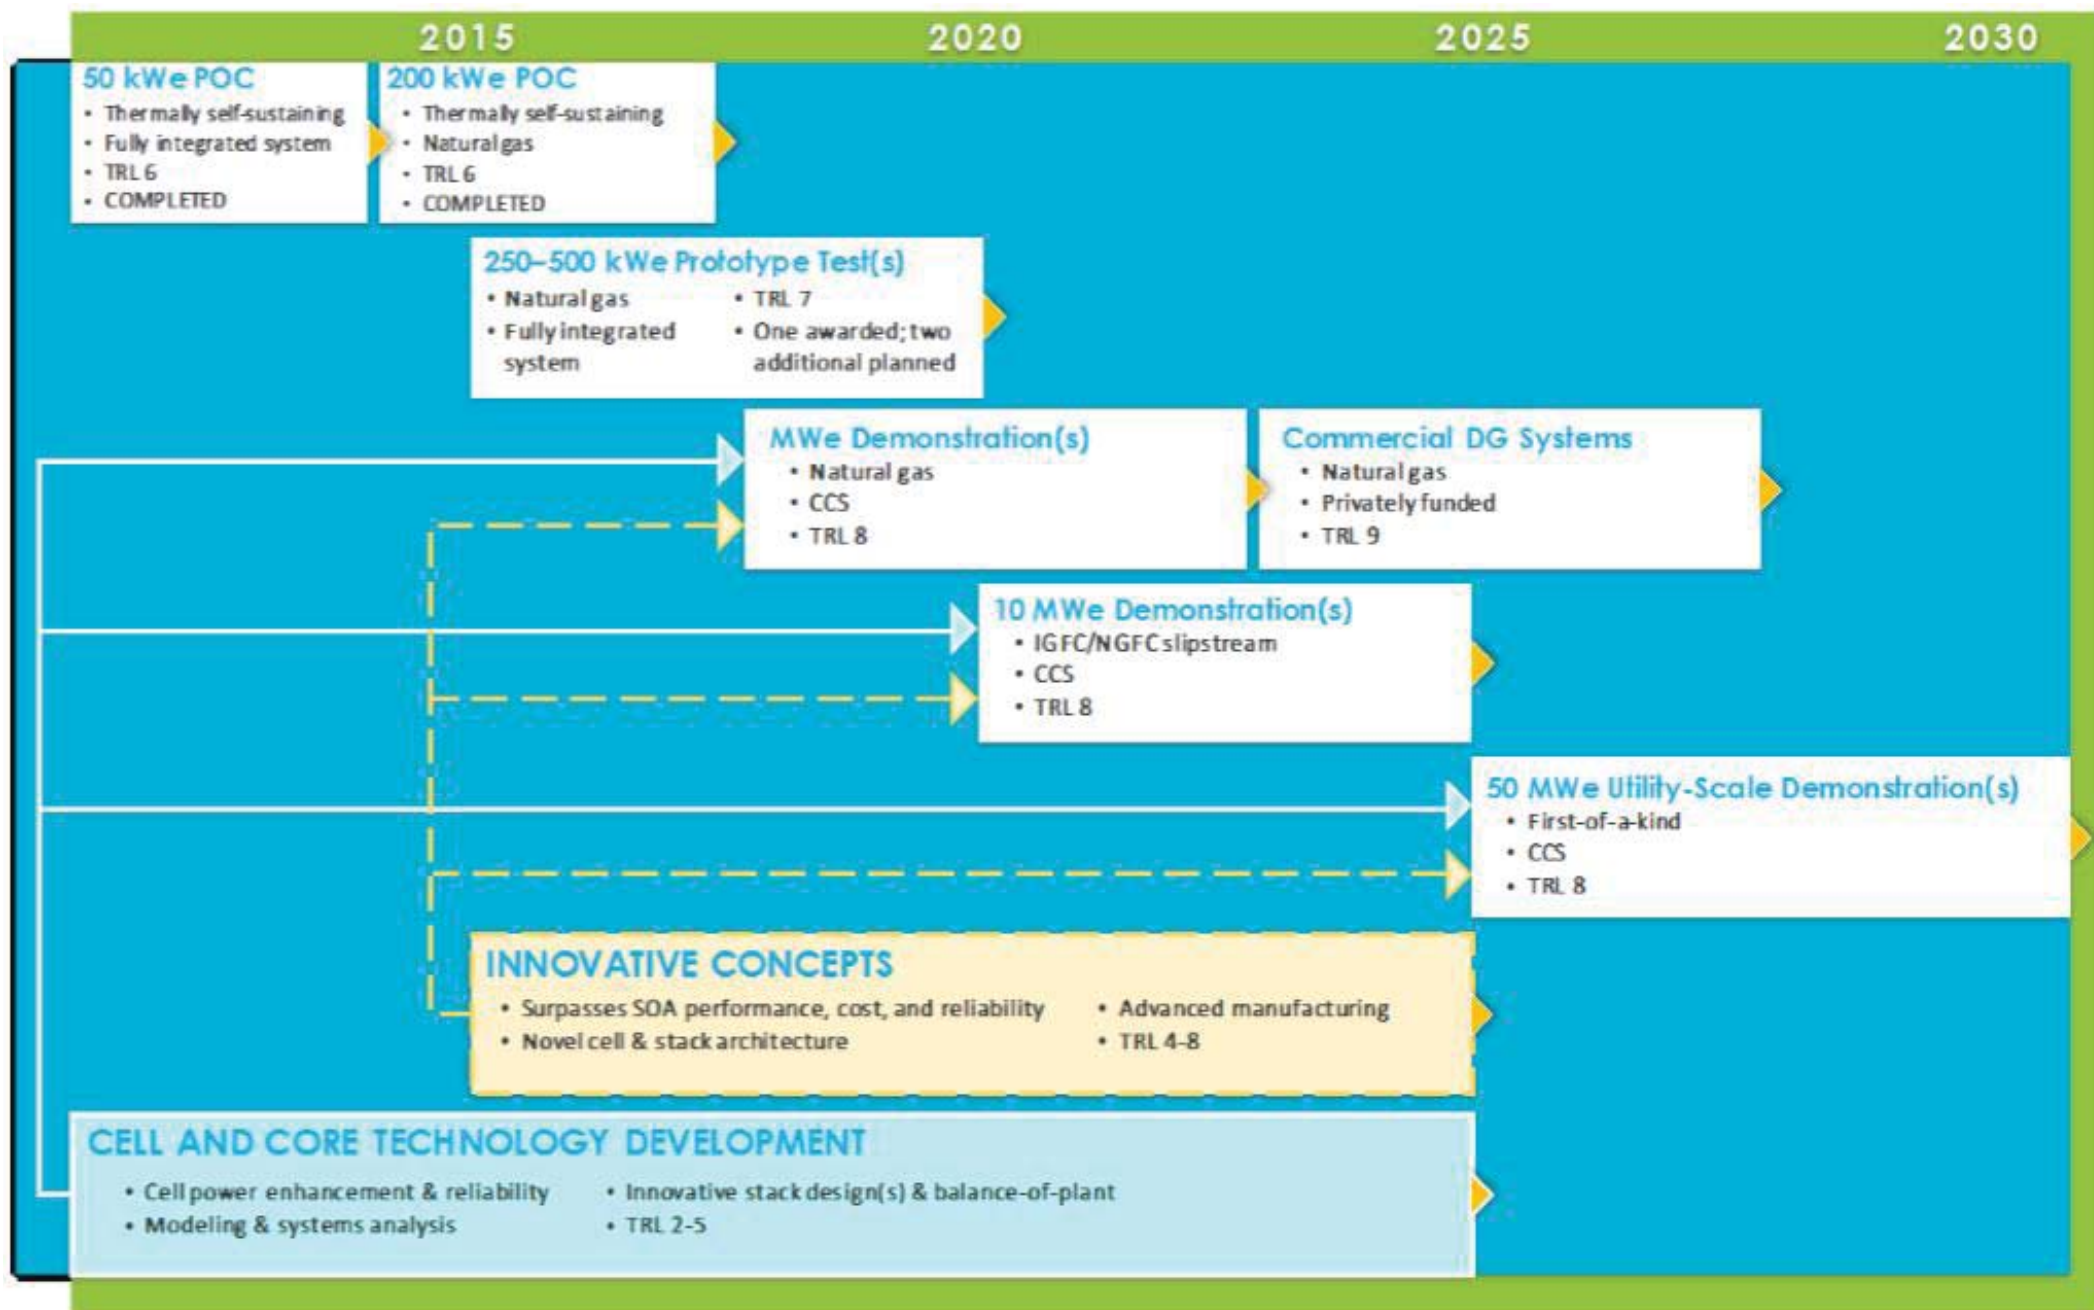 2015 2020 2025 2030
50 kWe POC
• Thermally self-sustaining
• Fully integrated system
• TRL 6
• COMPLETED
200 kWe POC
• Thermally self-sustaining
• Natural gas
• TRL 6
• COMPLETED
250–500 kWe Prototype Test(s)
• Natural gas
• Fully integrated
system
• TRL 7
• One awarded; two
additional planned
MWe Demonstration(s)
• Natural gas
• CCS
• TRL 8
Commercial DG Systems
• Natural gas
• Privately funded
• TRL 9
10 MWe Demonstration(s)
• IGFC/NGFC slipstream
• CCS
• TRL 8
50 MWe Utility-Scale Demonstration(s)
• First-of-a-kind
• CCS
• TRL 8
INNOVATIVE CONCEPTS
• Surpasses SOA performance, cost, and reliability
• Novel cell & stack architecture
• Advanced manufacturing
• TRL 4-8
CELL AND CORE TECHNOLOGY DEVELOPMENT
• Cell power enhancement & reliability
• Modeling & systems analysis
• Innovative stack design(s) & balance-of-plant
• TRL 2-5